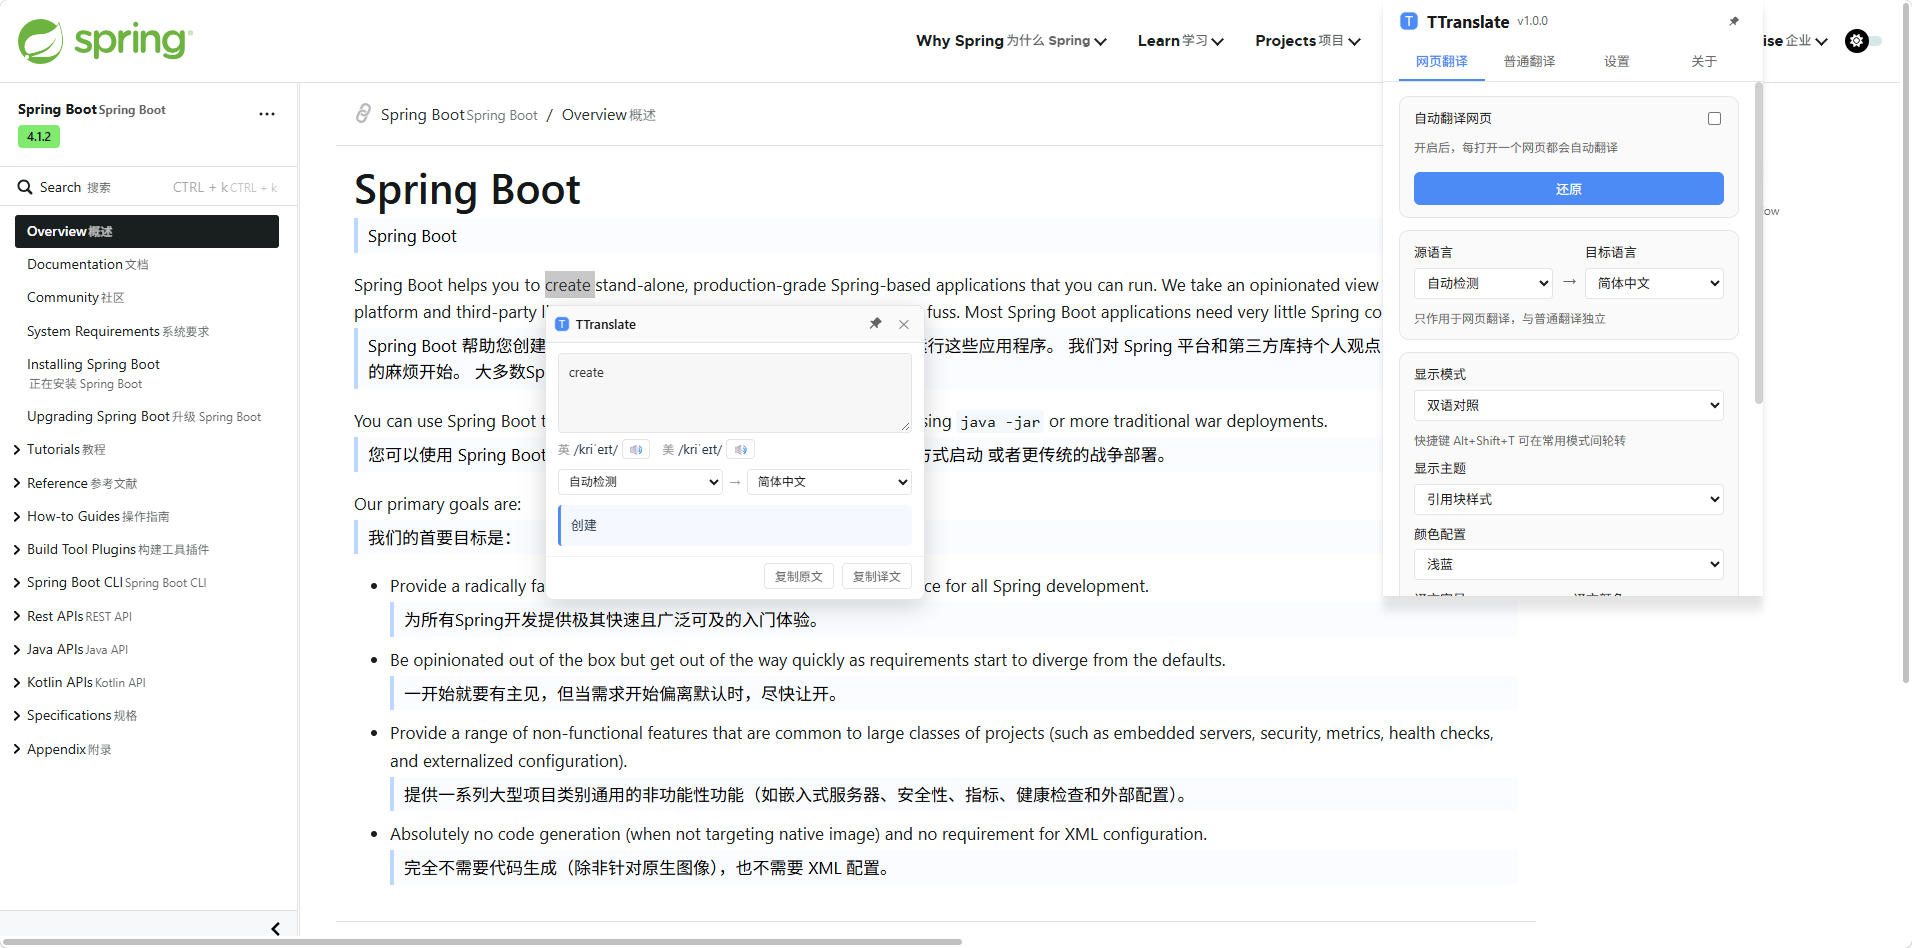 spring
Why Spring 为什么 Spring
Learn 学习
Projects 项目
ise 企业
Spring Boot Spring Boot
4.1.2
Search 搜索
CTRL + k CTRL + k
Overview 概述
Documentation 文档
Community 社区
System Requirements 系统要求
Installing Spring Boot
正在安装 Spring Boot
Upgrading Spring Boot 升级 Spring Boot
Tutorials 教程
Reference 参考文献
How-to Guides 操作指南
Build Tool Plugins 构建工具插件
Spring Boot CLI Spring Boot CLI
Rest APIs REST API
Java APIs Java API
Kotlin APIs Kotlin API
Specifications 规格
Appendix 附录
Spring Boot Spring Boot / Overview 概述
Spring Boot
Spring Boot
Spring Boot helps you to create stand-alone, production-grade Spring-based applications that you can run. We take an opinionated view
platform and third-party l
fuss. Most Spring Boot applications need very little Spring co
Spring Boot 帮助您创建
行这些应用程序。 我们对 Spring 平台和第三方库持个人观点
的麻烦开始。 大多数Sp
You can use Spring Boot t
sing java -jar or more traditional war deployments.
您可以使用 Spring Boot
方式启动 或者更传统的战争部署。
Our primary goals are:
我们的首要目标是：
Provide a radically fa
ce for all Spring development.
为所有Spring开发提供极其快速且广泛可及的入门体验。
Be opinionated out of the box but get out of the way quickly as requirements start to diverge from the defaults.
一开始就要有主见，但当需求开始偏离默认时，尽快让开。
Provide a range of non-functional features that are common to large classes of projects (such as embedded servers, security, metrics, health checks,
and externalized configuration).
提供一系列大型项目类别通用的非功能性功能（如嵌入式服务器、安全性、指标、健康检查和外部配置）。
Absolutely no code generation (when not targeting native image) and no requirement for XML configuration.
完全不需要代码生成（除非针对原生图像），也不需要 XML 配置。
T TTranslate
create
英 /kriˈeɪt/
美 /kriˈeɪt/
自动检测 → 简体中文
创建
复制原文
复制译文
T TTranslate v1.0.0
网页翻译
普通翻译
设置
关于
自动翻译网页
开启后，每打开一个网页都会自动翻译
还原
源语言
目标语言
自动检测 → 简体中文
只作用于网页翻译，与普通翻译独立
显示模式
双语对照
快捷键 Alt+Shift+T 可在常用模式间轮转
显示主题
引用块样式
颜色配置
浅蓝
ow